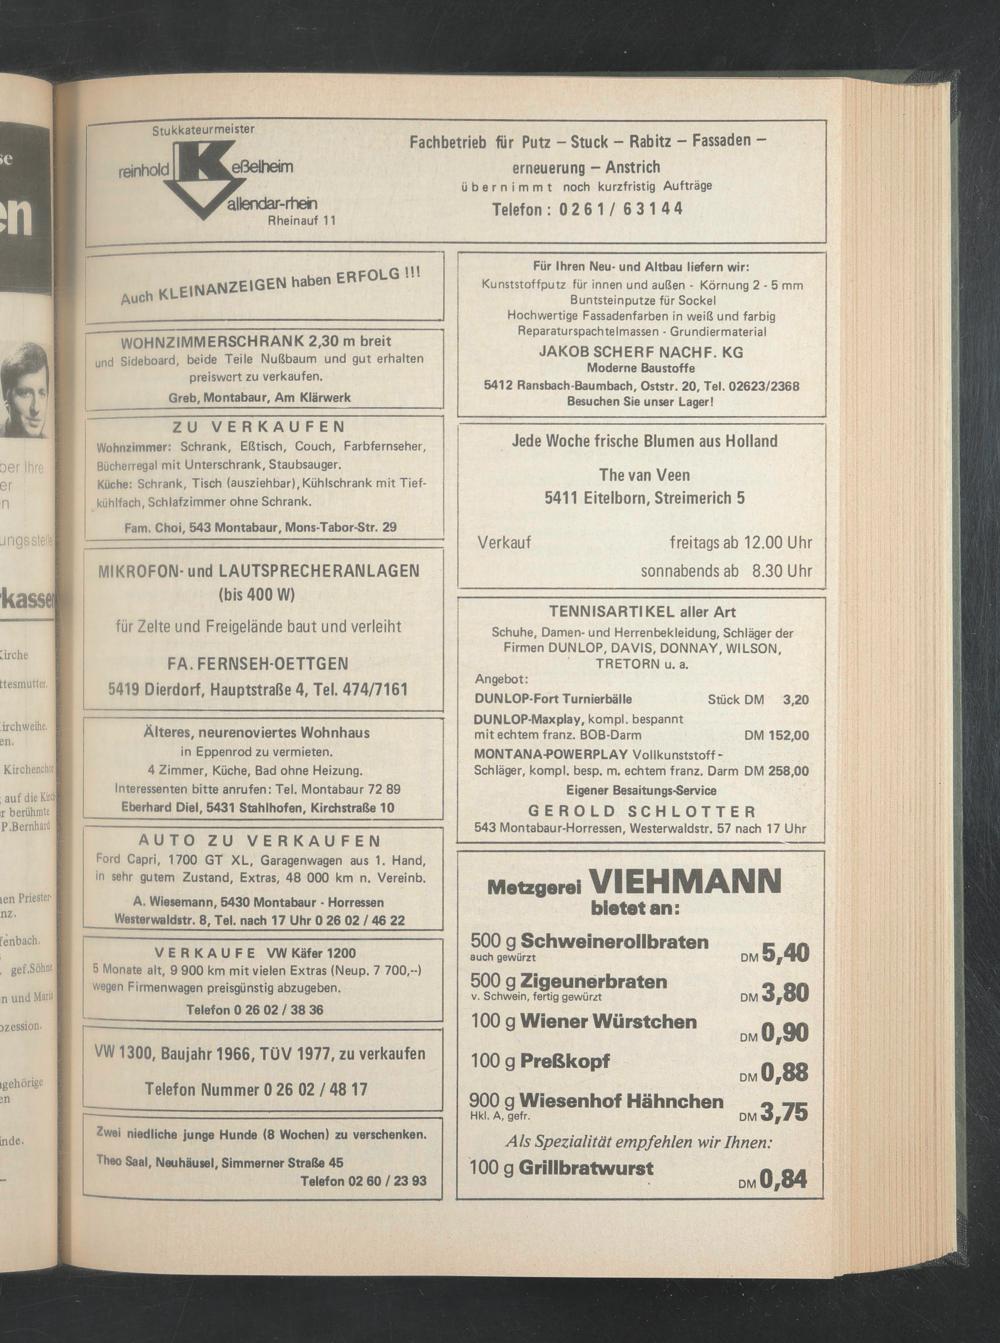 Stukkateurmeister
reinhold Keßelheim
Vallendar-rhein
Rheinauf 11
Fachbetrieb für Putz – Stuck – Rabitz – Fassaden –
erneuerung – Anstrich
übernimmt noch kurzfristig Aufträge
Telefon: 0261/ 63144
Auch KLEINANZEIGEN haben ERFOLG !!!
WOHNZIMMERSCHRANK 2,30 m breit
und Sideboard, beide Teile Nußbaum und gut erhalten
preiswert zu verkaufen.
Greb, Montabaur, Am Klärwerk
ZU VERKAUFEN
Wohnzimmer: Schrank, Eßtisch, Couch, Farbfernseher,
Bücherregal mit Unterschrank, Staubsauger.
Küche: Schrank, Tisch (ausziehbar), Kühlschrank mit Tief-
kühlfach, Schlafzimmer ohne Schrank.
Fam. Choi, 543 Montabaur, Mons-Tabor-Str. 29
MIKROFON- und LAUTSPRECHERANLAGEN
(bis 400 W)
für Zelte und Freigelände baut und verleiht
FA. FERNSEH-OETTGEN
5419 Dierdorf, Hauptstraße 4, Tel. 474/7161
Älteres, neurenoviertes Wohnhaus
in Eppenrod zu vermieten.
4 Zimmer, Küche, Bad ohne Heizung.
Interessenten bitte anrufen: Tel. Montabaur 72 89
Eberhard Diel, 5431 Stahlhofen, Kirchstraße 10
AUTO ZU VERKAUFEN
Ford Capri, 1700 GT XL, Garagenwagen aus 1. Hand,
in sehr gutem Zustand, Extras, 48 000 km n. Vereinb.
A. Wiesemann, 5430 Montabaur - Horressen
Westerwaldstr. 8, Tel. nach 17 Uhr 0 26 02 / 46 22
VERKAUFE VW Käfer 1200
5 Monate alt, 9 900 km mit vielen Extras (Neup. 7 700,--)
wegen Firmenwagen preisgünstig abzugeben.
Telefon 0 26 02 / 38 36
VW 1300, Baujahr 1966, TÜV 1977, zu verkaufen
Telefon Nummer 0 26 02 / 48 17
Zwei niedliche junge Hunde (8 Wochen) zu verschenken.
Theo Saal, Neuhäusel, Simmerner Straße 45
Telefon 02 60 / 23 93
Für Ihren Neu- und Altbau liefern wir:
Kunststoffputz für innen und außen - Körnung 2 - 5 mm
Buntsteinputze für Sockel
Hochwertige Fassadenfarben in weiß und farbig
Reparaturspachtelmassen - Grundiermaterial
JAKOB SCHERF NACHF. KG
Moderne Baustoffe
5412 Ransbach-Baumbach, Oststr. 20, Tel. 02623/2368
Besuchen Sie unser Lager!
Jede Woche frische Blumen aus Holland
The van Veen
5411 Eitelborn, Streimerich 5
Verkauf freitags ab 12.00 Uhr
sonnabends ab 8.30 Uhr
TENNISARTIKEL aller Art
Schuhe, Damen- und Herrenbekleidung, Schläger der
Firmen DUNLOP, DAVIS, DONNAY, WILSON,
TRETORN u. a.
Angebot:
DUNLOP-Fort Turnierbälle Stück DM 3,20
DUNLOP-Maxplay, kompl. bespannt
mit echtem franz. BOB-Darm DM 152,00
MONTANA-POWERPLAY Vollkunststoff-
Schläger, kompl. besp. m. echtem franz. Darm DM 258,00
Eigener Besaitungs-Service
GEROLD SCHLOTTER
543 Montabaur-Horressen, Westerwaldstr. 57 nach 17 Uhr
Metzgerei VIEHMANN
bietet an:
500 g Schweinerollbraten
auch gewürzt DM 5,40
500 g Zigeunerbraten
v. Schwein, fertig gewürzt DM 3,80
100 g Wiener Würstchen
DM 0,90
100 g Preßkopf
DM 0,88
900 g Wiesenhof Hähnchen
Hkl. A, gefr. DM 3,75
Als Spezialität empfehlen wir Ihnen:
100 g Grillbratwurst
DM 0,84